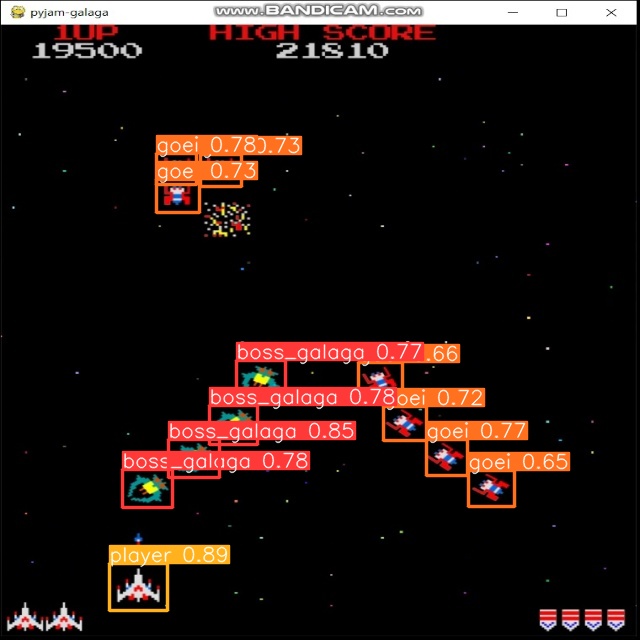 pyjam-galaga
www.BANDICAM.com
1UP HIGH SCORE
19500 21810
goei 0.78 0.73
goe 0.73
boss_galaga 0.77 .66
boss_galaga 0.78 oei 0.72
boss_galaga 0.85 goei 0.77
boss_galaga 0.78 goei 0.65
player 0.89